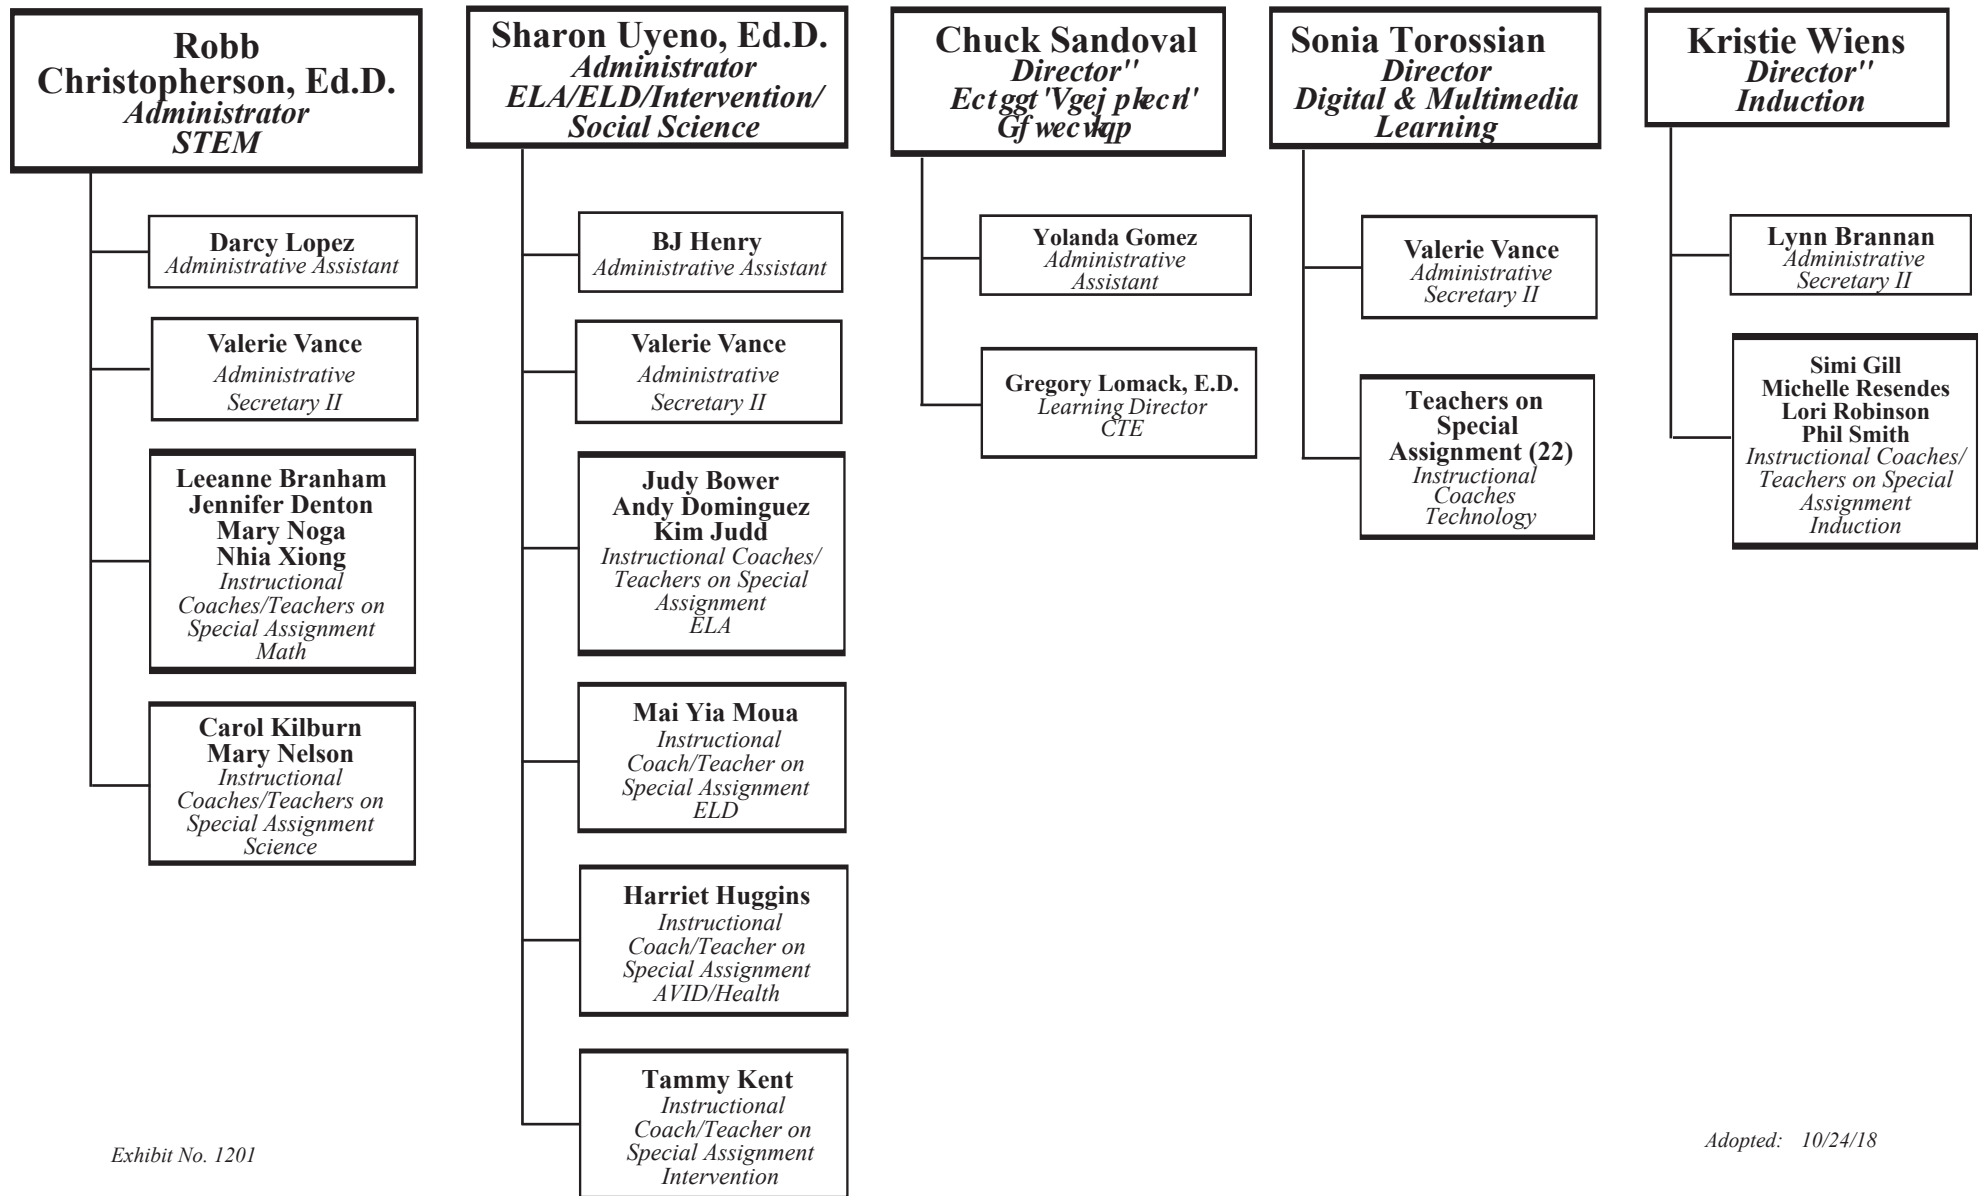 Robb
Christopherson, Ed.D.
Administrator
STEM
Darcy Lopez
Administrative Assistant
Valerie Vance
Administrative
Secretary II
Leeanne Branham
Jennifer Denton
Mary Noga
Nhia Xiong
Instructional
Coaches/Teachers on
Special Assignment
Math
Carol Kilburn
Mary Nelson
Instructional
Coaches/Teachers on
Special Assignment
Science
Sharon Uyeno, Ed.D.
Administrator
ELA/ELD/Intervention/
Social Science
BJ Henry
Administrative Assistant
Valerie Vance
Administrative
Secretary II
Judy Bower
Andy Dominguez
Kim Judd
Instructional Coaches/
Teachers on Special
Assignment
ELA
Mai Yia Moua
Instructional
Coach/Teacher on
Special Assignment
ELD
Harriet Huggins
Instructional
Coach/Teacher on
Special Assignment
AVID/Health
Tammy Kent
Instructional
Coach/Teacher on
Special Assignment
Intervention
Chuck Sandoval
Director"
Yolanda Gomez
Administrative
Assistant
Gregory Lomack, E.D.
Learning Director
CTE
Sonia Torossian
Director
Digital & Multimedia
Learning
Valerie Vance
Administrative
Secretary II
Teachers on
Special
Assignment (22)
Instructional
Coaches
Technology
Kristie Wiens
Director"
Induction
Lynn Brannan
Administrative
Secretary II
Simi Gill
Michelle Resendes
Lori Robinson
Phil Smith
Instructional Coaches/
Teachers on Special
Assignment
Induction
Exhibit No. 1201
Adopted: 10/24/18